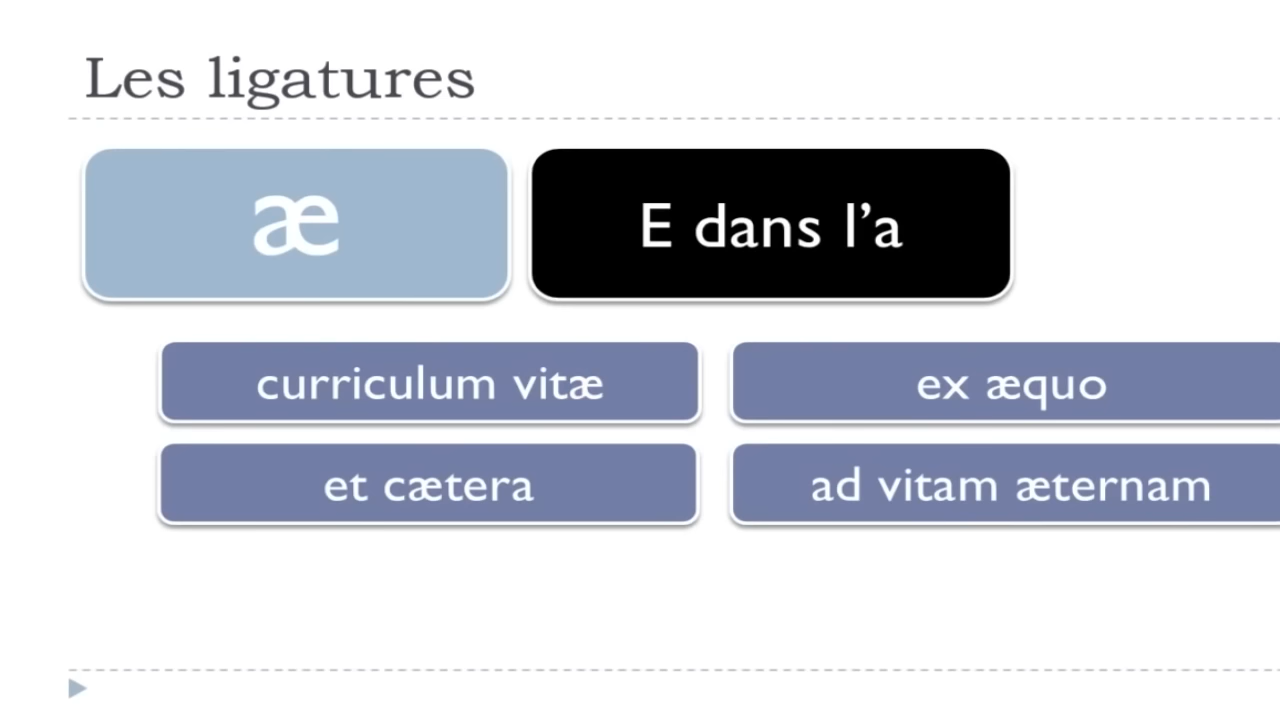 Les ligatures
æ
E dans l’a
curriculum vitæ
ex æquo
et cætera
ad vitam æternam